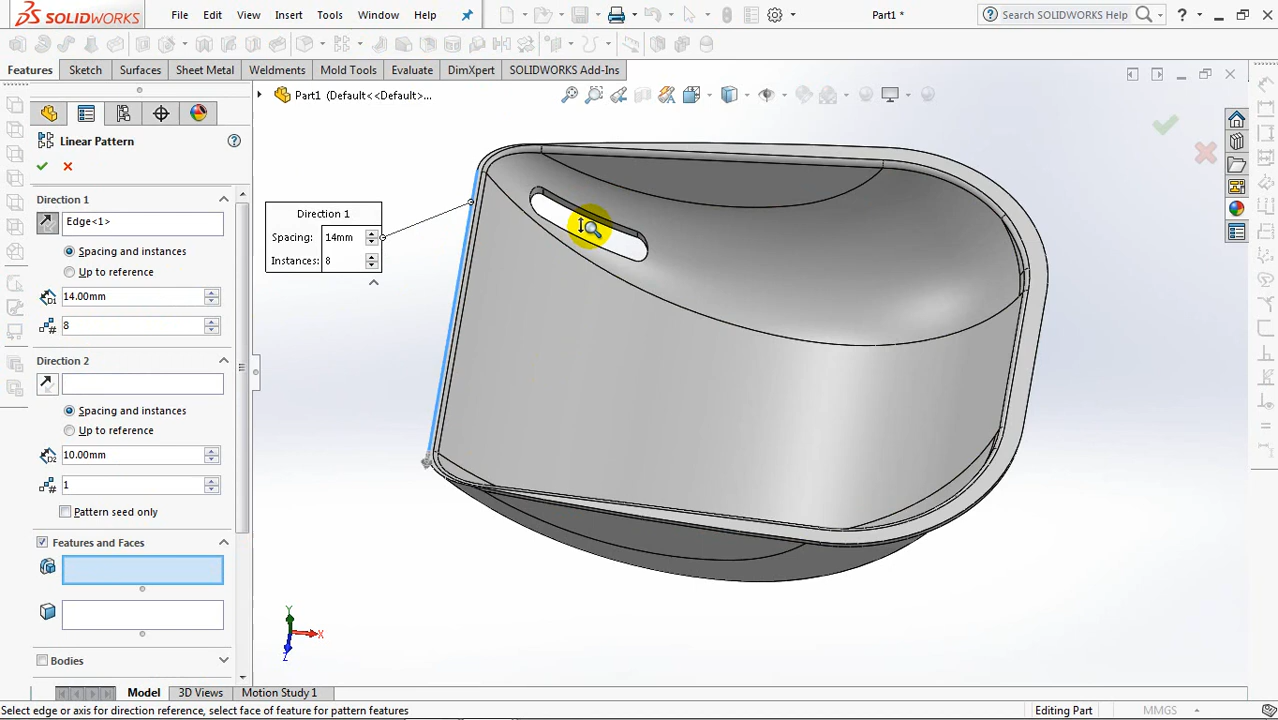 SOLIDWORKS File Edit View Insert Tools Window Help Part1 * Search SOLIDWORKS Help ?
Features Sketch Surfaces Sheet Metal Weldments Mold Tools Evaluate DimXpert SOLIDWORKS Add-Ins
Part1 (Default<<Default>...
Linear Pattern ?
Direction 1
Edge<1>
Spacing and instances
Up to reference
D1 14.00mm
# 8
Direction 2
Spacing and instances
Up to reference
D2 10.00mm
# 1
Pattern seed only
Features and Faces
Bodies
Direction 1
Spacing: 14mm
Instances: 8
Y
X
Z
Model 3D Views Motion Study 1
Select edge or axis for direction reference, select face of feature for pattern features Editing Part MMGS